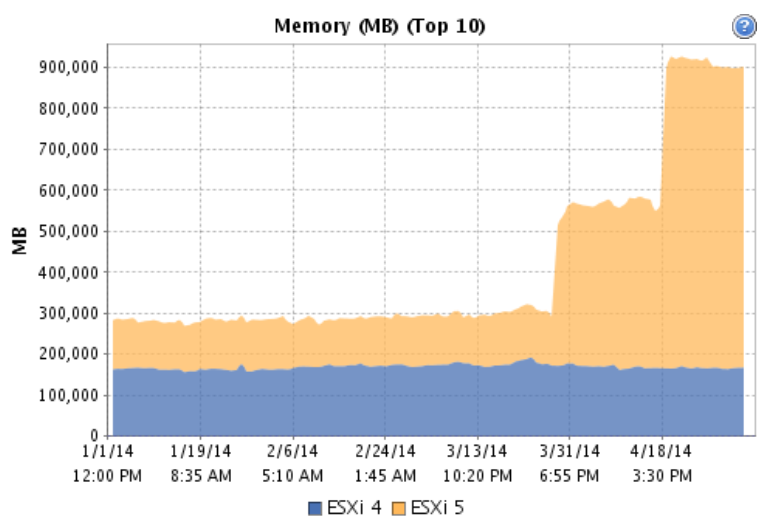 Memory (MB) (Top 10)
?
MB
900,000
800,000
700,000
600,000
500,000
400,000
300,000
200,000
100,000
0
1/1/14 1/19/14 2/6/14 2/24/14 3/13/14 3/31/14 4/18/14
12:00 PM 8:35 AM 5:10 AM 1:45 AM 10:20 PM 6:55 PM 3:30 PM
ESXi 4 ESXi 5